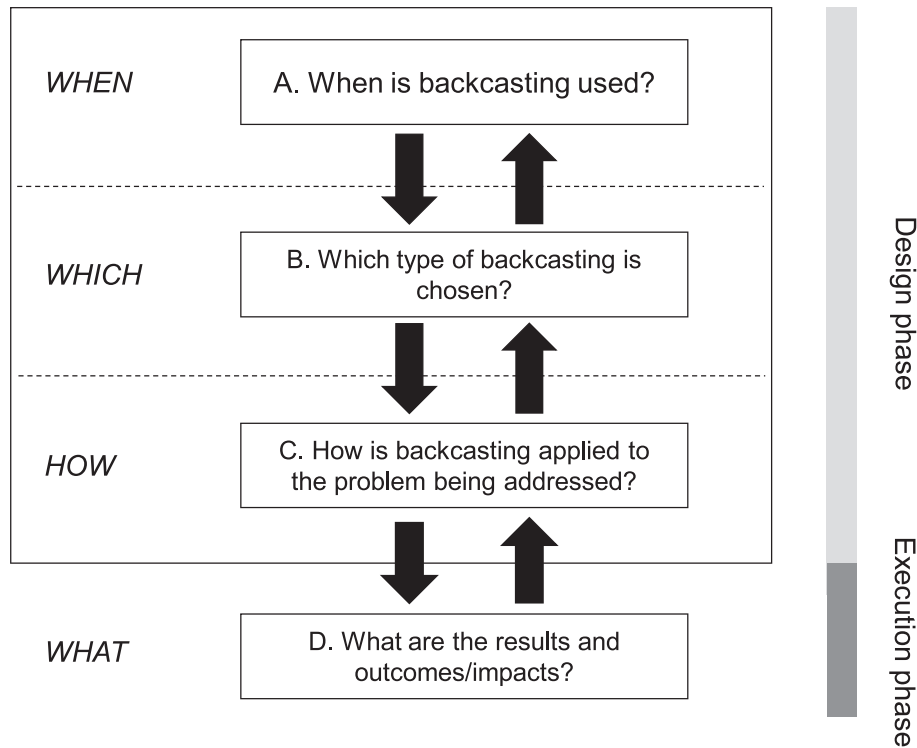 WHEN
A. When is backcasting used?
WHICH
B. Which type of backcasting is
chosen?
HOW
C. How is backcasting applied to
the problem being addressed?
WHAT
D. What are the results and
outcomes/impacts?
Design phase
Execution phase